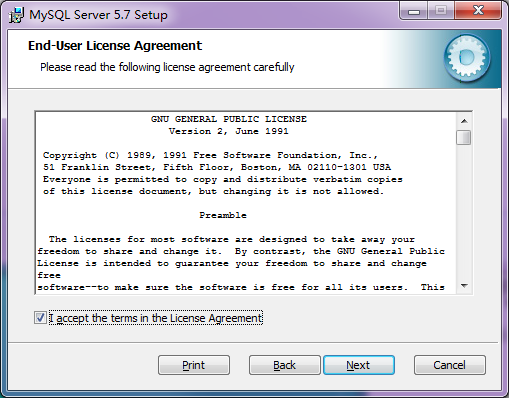 MySQL Server 5.7 Setup
End-User License Agreement
Please read the following license agreement carefully
GNU GENERAL PUBLIC LICENSE
Version 2, June 1991
Copyright (C) 1989, 1991 Free Software Foundation, Inc.,
51 Franklin Street, Fifth Floor, Boston, MA 02110-1301 USA
Everyone is permitted to copy and distribute verbatim copies
of this license document, but changing it is not allowed.
Preamble
The licenses for most software are designed to take away your
freedom to share and change it.  By contrast, the GNU General Public
License is intended to guarantee your freedom to share and change
free
software--to make sure the software is free for all its users.  This
I accept the terms in the License Agreement
Print Back Next Cancel